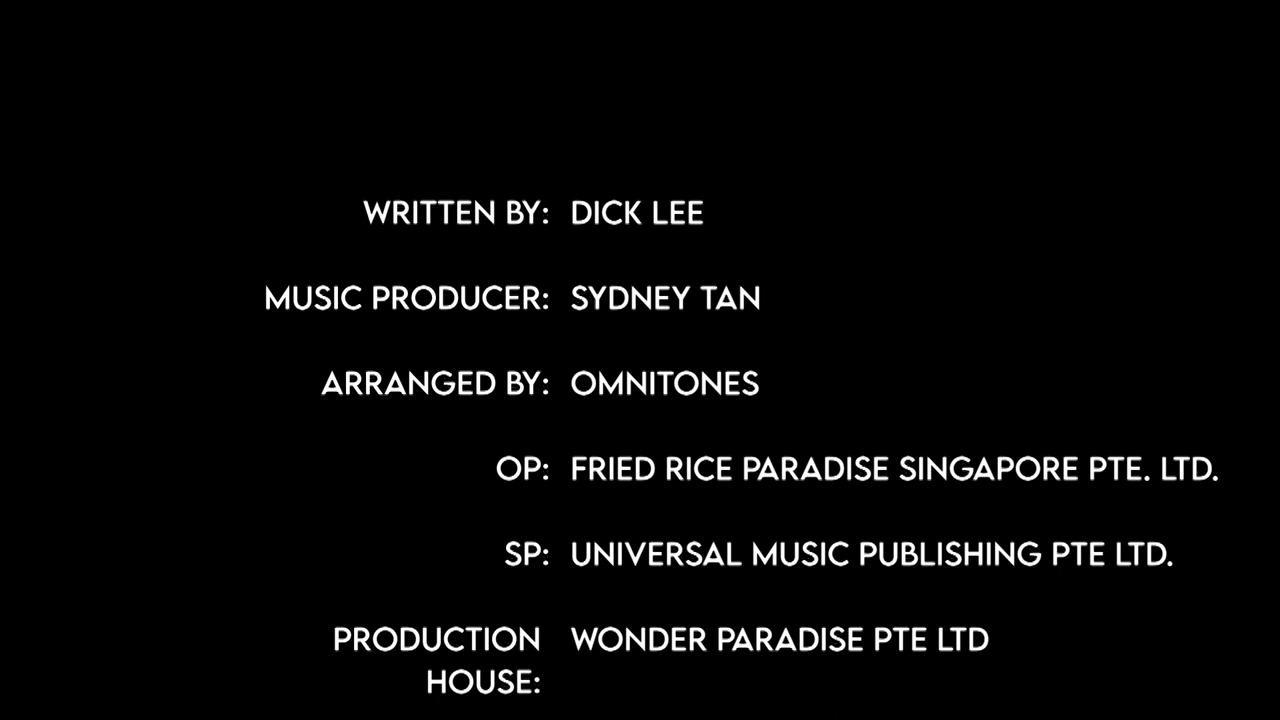 WRITTEN BY: DICK LEE
MUSIC PRODUCER: SYDNEY TAN
ARRANGED BY: OMNITONES
OP: FRIED RICE PARADISE SINGAPORE PTE. LTD.
SP: UNIVERSAL MUSIC PUBLISHING PTE LTD.
PRODUCTION WONDER PARADISE PTE LTD
HOUSE: